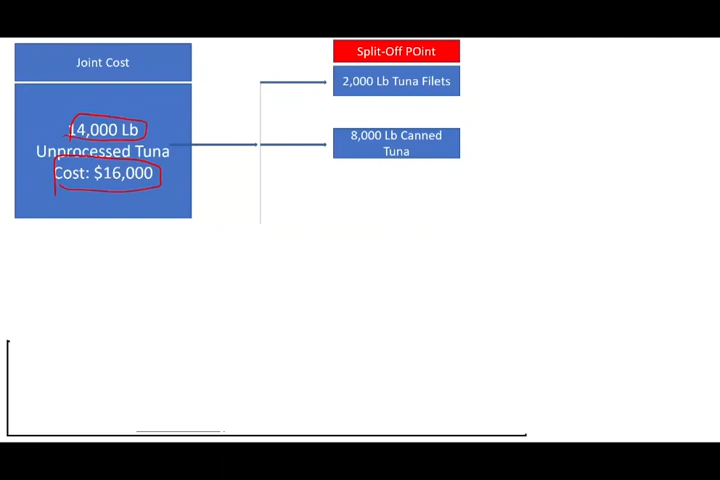 Joint Cost
14,000 Lb
Unprocessed Tuna
Cost: $16,000
Split-Off POint
2,000 Lb Tuna Filets
8,000 Lb Canned
Tuna